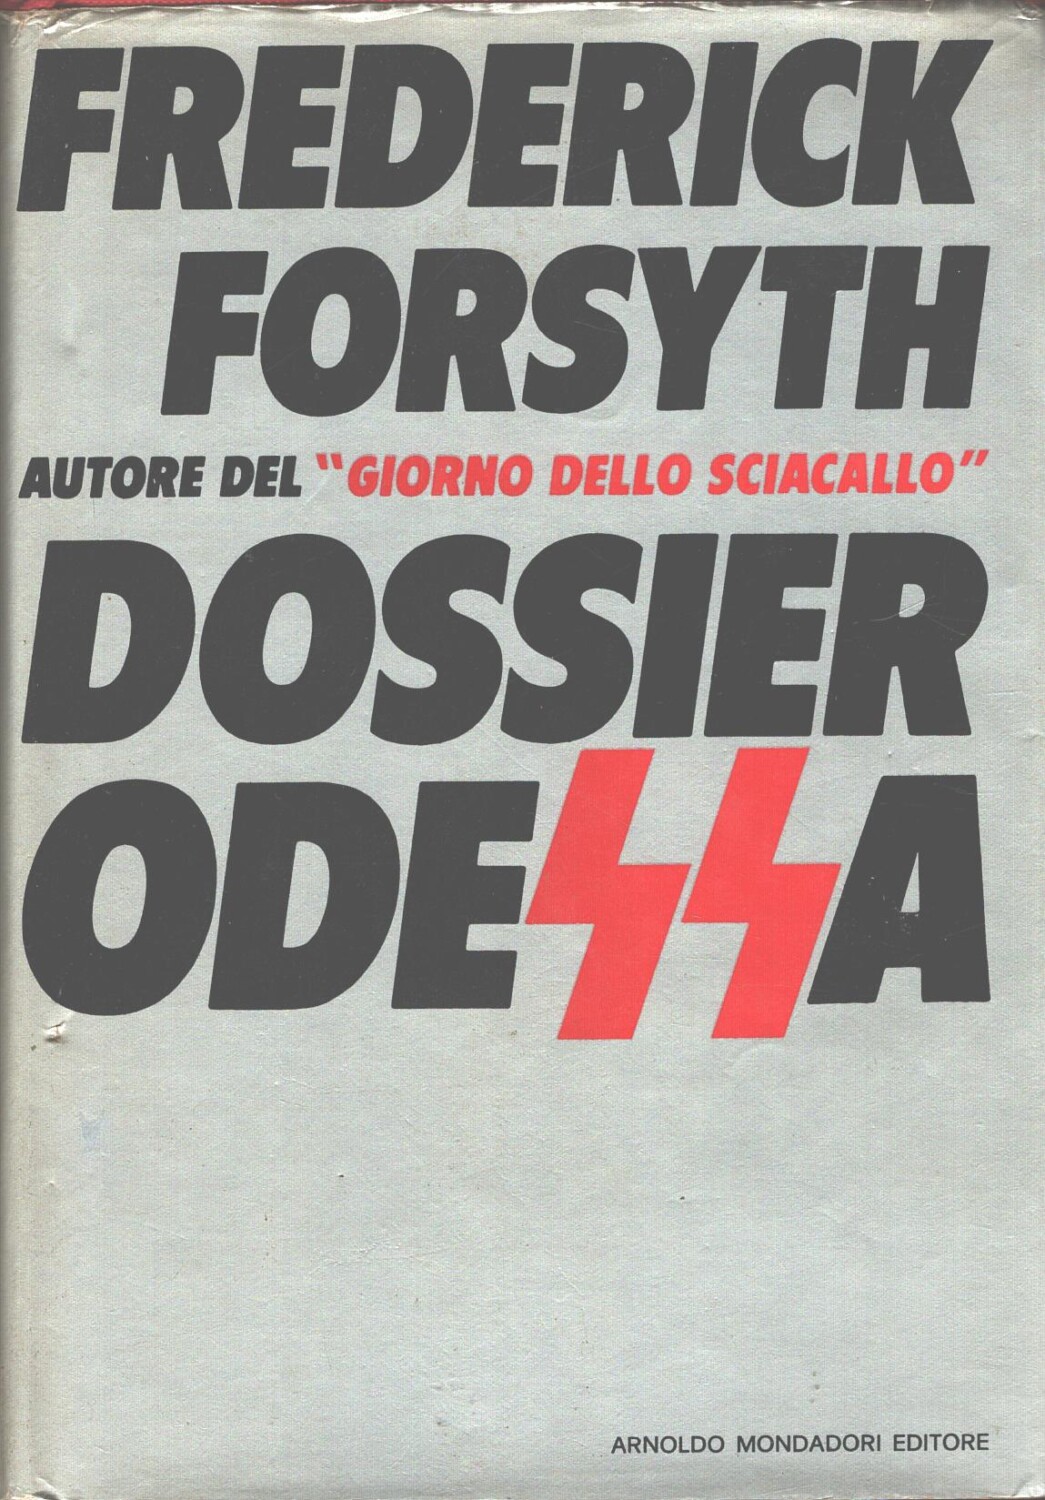 FREDERICK
FORSYTH
AUTORE DEL "GIORNO DELLO SCIACALLO"
DOSSIER
ODESSA
ARNOLDO MONDADORI EDITORE